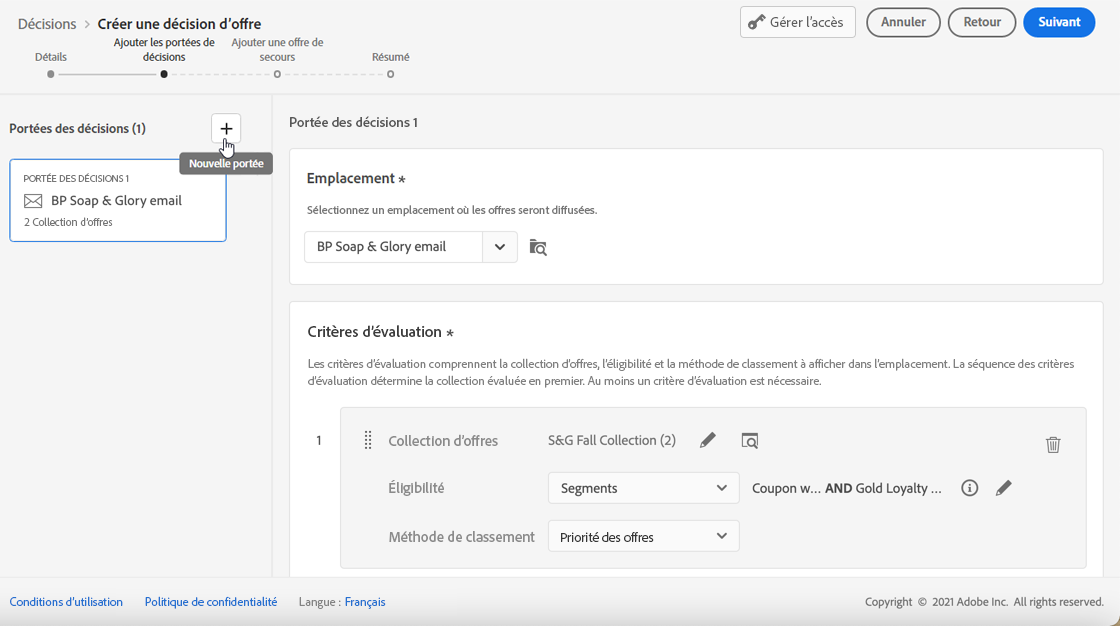 Décisions > Créer une décision d'offre
Gérer l'accès
Annuler
Retour
Suivant
Détails
Ajouter les portées de
décisions
Ajouter une offre de
secours
Résumé
Portées des décisions (1)
+
Nouvelle portée
PORTÉE DES DÉCISIONS 1
BP Soap & Glory email
2 Collection d'offres
Portée des décisions 1
Emplacement *
Sélectionnez un emplacement où les offres seront diffusées.
BP Soap & Glory email
Critères d'évaluation *
Les critères d'évaluation comprennent la collection d'offres, l'éligibilité et la méthode de classement à afficher dans l'emplacement. La séquence des critères
d'évaluation détermine la collection évaluée en premier. Au moins un critère d'évaluation est nécessaire.
1
Collection d'offres
S&G Fall Collection (2)
Éligibilité
Segments
Coupon w... AND Gold Loyalty ...
Méthode de classement
Priorité des offres
Conditions d'utilisation
Politique de confidentialité
Langue : Français
Copyright © 2021 Adobe Inc. All rights reserved.